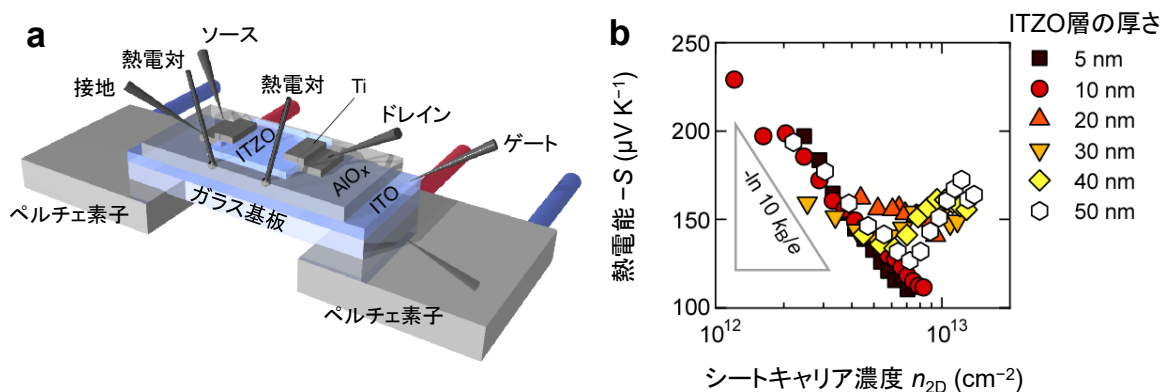 a
ソース
熱電対
接地
熱電対
Ti
ドレイン
ゲート
ITZO
AlOx
ITO
ガラス基板
ペルチェ素子
ペルチェ素子
b
ITZO層の厚さ
5 nm
10 nm
20 nm
30 nm
40 nm
50 nm
熱電能 −S (μV K−1)
250
200
150
100
-ln 10 kB/e
10^12
10^13
シートキャリア濃度 n2D (cm−2)